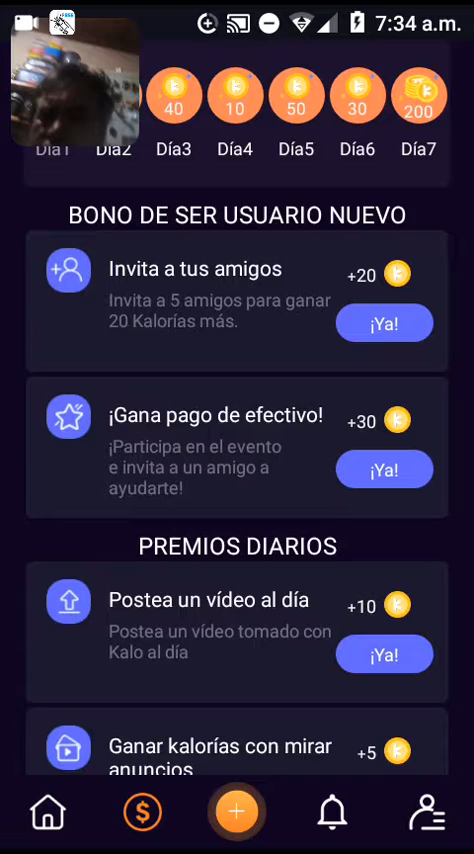 7:34 a.m.
40
10
50
30
200
Día1
Día2
Día3
Día4
Día5
Día6
Día7
BONO DE SER USUARIO NUEVO
Invita a tus amigos
+20
Invita a 5 amigos para ganar
20 Kalorías más.
¡Ya!
¡Gana pago de efectivo!
+30
¡Participa en el evento
e invita a un amigo a
ayudarte!
¡Ya!
PREMIOS DIARIOS
Postea un vídeo al día
+10
Postea un vídeo tomado con
Kalo al día
¡Ya!
Ganar kalorías con mirar
anuncios
+5